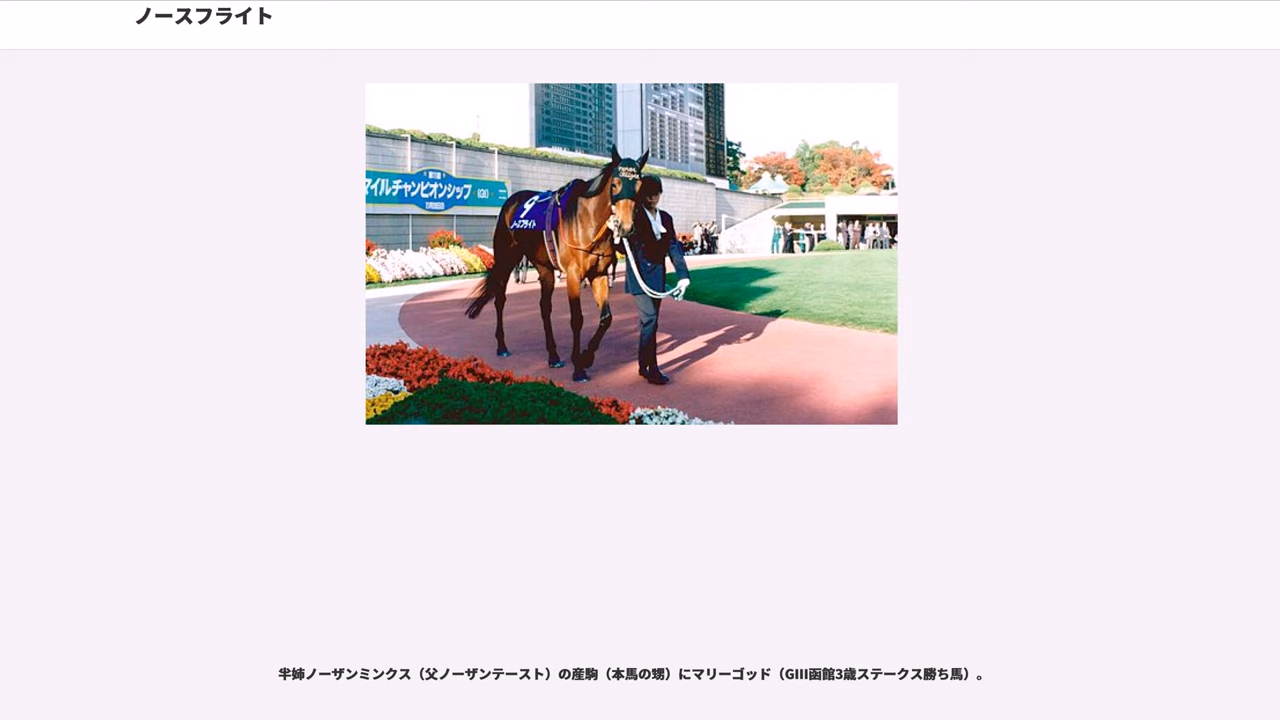 ノースフライト
マイルチャンピオンシップ (GI)
9
ノースフライト
半姉ノーザンミンクス（父ノーザンテースト）の産駒（本馬の甥）にマリーゴッド（GIII函館3歳ステークス勝ち馬）。